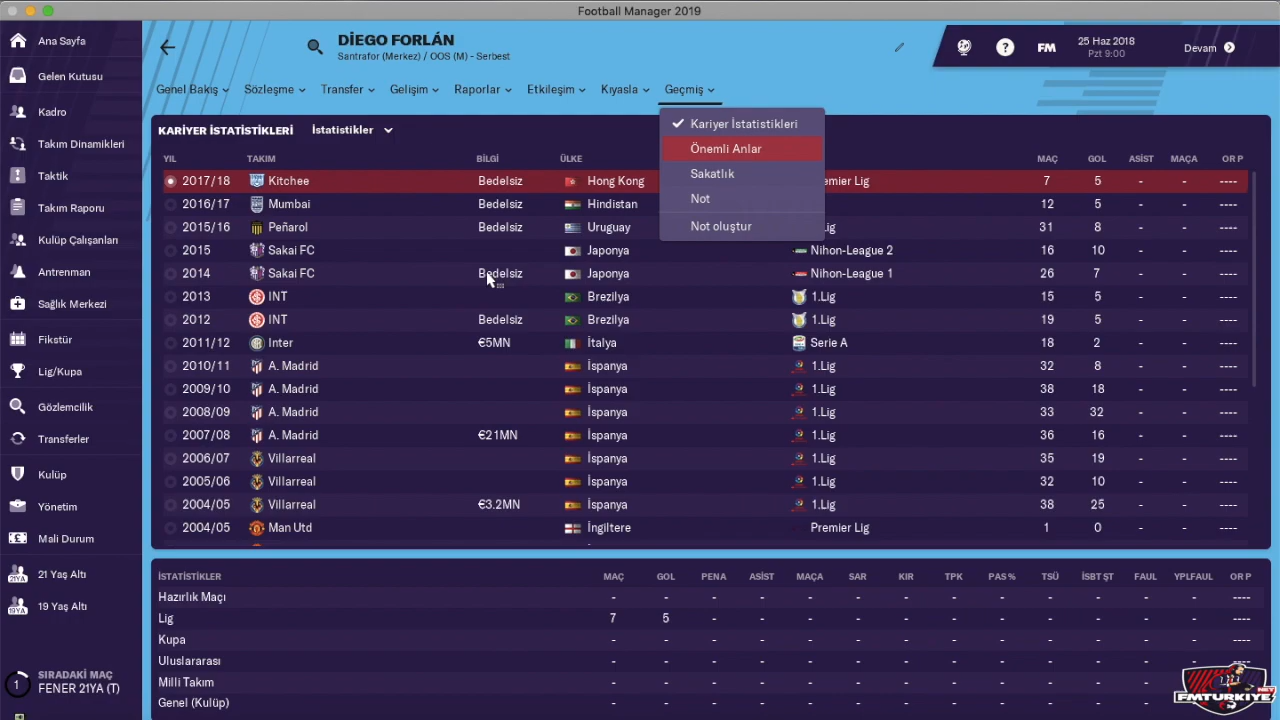 Football Manager 2019
Ana Sayfa
Gelen Kutusu
Kadro
Takım Dinamikleri
Taktik
Takım Raporu
Kulüp Çalışanları
Antrenman
Sağlık Merkezi
Fikstür
Lig/Kupa
Gözlemcilik
Transferler
Kulüp
Yönetim
Mali Durum
21YA 21 Yaş Altı
19YA 19 Yaş Altı
1 SIRADAKİ MAÇ
FENER 21YA (T)
DİEGO FORLÁN
Santrafor (Merkez) / OOS (M) - Serbest
? FM 25 Haz 2018 Devam
Pzt 9:00
Genel Bakış Sözleşme Transfer Gelişim Raporlar Etkileşim Kıyasla Geçmiş
Kariyer İstatistikleri
Önemli Anlar
Sakatlık
Not
Not oluştur
KARİYER İSTATİSTİKLERİ İstatistikler
YIL TAKIM BİLGİ ÜLKE MAÇ GOL ASİST MAÇA OR P
2017/18 Kitchee Bedelsiz Hong Kong emier Lig 7 5 - - ----
2016/17 Mumbai Bedelsiz Hindistan 12 5 - - ----
2015/16 Peñarol Bedelsiz Uruguay Lig 31 8 - - ----
2015 Sakai FC Japonya Nihon-League 2 16 10 - - ----
2014 Sakai FC Bedelsiz Japonya Nihon-League 1 26 7 - - ----
2013 INT Brezilya 1.Lig 15 5 - - ----
2012 INT Bedelsiz Brezilya 1.Lig 19 5 - - ----
2011/12 Inter €5MN İtalya Serie A 18 2 - - ----
2010/11 A. Madrid İspanya 1.Lig 32 8 - - ----
2009/10 A. Madrid İspanya 1.Lig 38 18 - - ----
2008/09 A. Madrid İspanya 1.Lig 33 32 - - ----
2007/08 A. Madrid €21MN İspanya 1.Lig 36 16 - - ----
2006/07 Villarreal İspanya 1.Lig 35 19 - - ----
2005/06 Villarreal İspanya 1.Lig 32 10 - - ----
2004/05 Villarreal €3.2MN İspanya 1.Lig 38 25 - - ----
2004/05 Man Utd İngiltere Premier Lig 1 0 - - ----
İSTATİSTİKLER MAÇ GOL PENA ASİST MAÇA SAR KIR TPK PAS % TSÜ İSBT ŞT FAUL YPLFAUL OR P
Hazırlık Maçı - - - - - - - - - - - - - ----
Lig 7 5 - - - - - - - - - - - ----
Kupa - - - - - - - - - - - - - ----
Uluslararası - - - - - - - - - - - - - ----
Milli Takım - - - - - - - - - - - - - ----
Genel (Kulüp) - - - - - - - - - - - - - ----
FMTURKIYE.NET